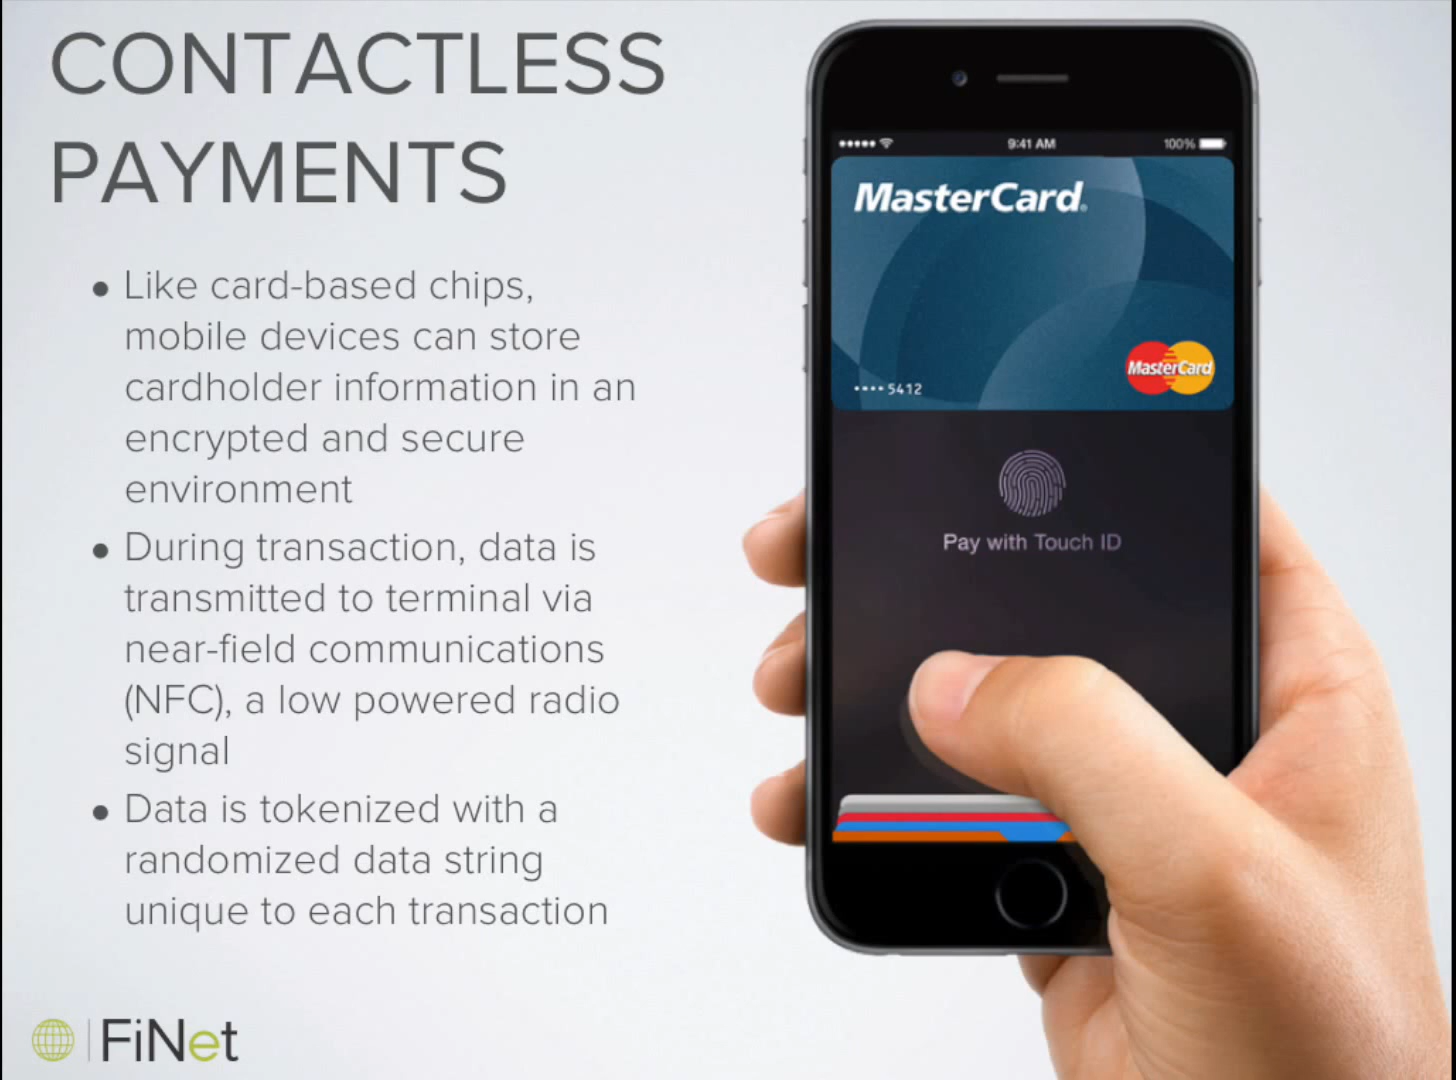 CONTACTLESS
PAYMENTS
• Like card-based chips,
mobile devices can store
cardholder information in an
encrypted and secure
environment
• During transaction, data is
transmitted to terminal via
near-field communications
(NFC), a low powered radio
signal
• Data is tokenized with a
randomized data string
unique to each transaction
FiNet
9:41 AM
100%
MasterCard®
•••• 5412
MasterCard
Pay with Touch ID